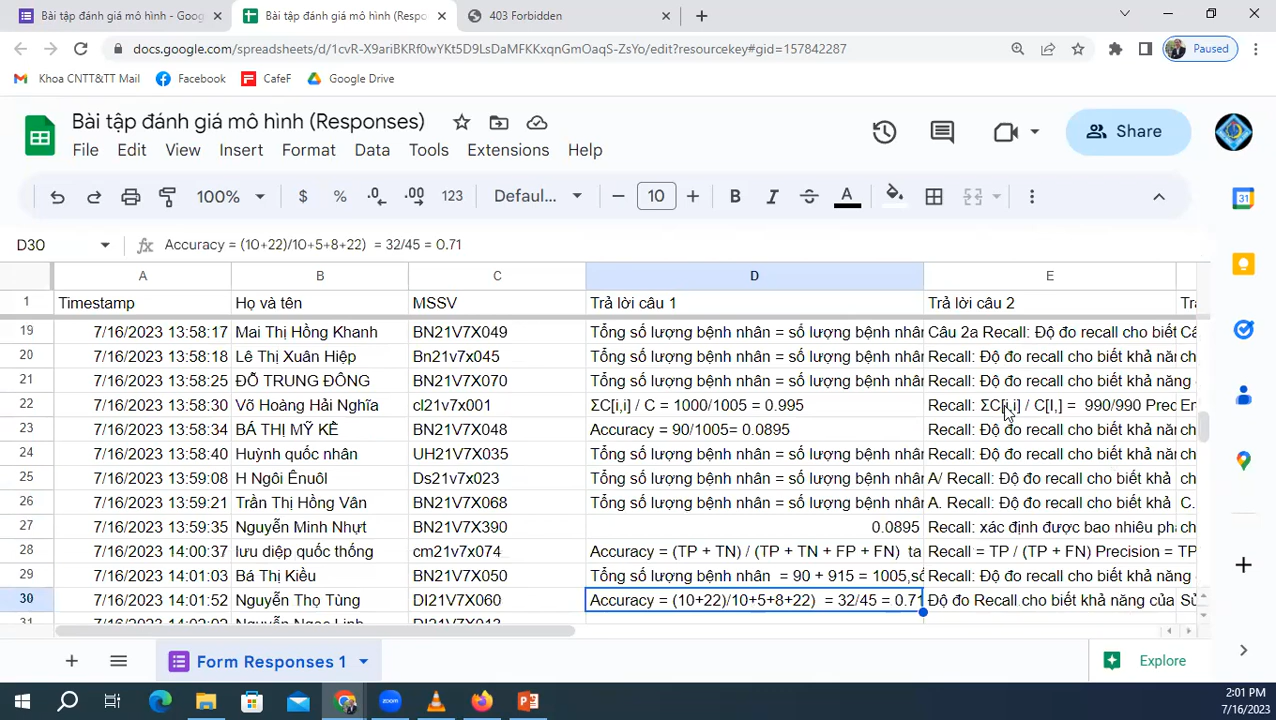 Bài tập đánh giá mô hình - Goog
Bài tập đánh giá mô hình (Respo
403 Forbidden
docs.google.com/spreadsheets/d/1cvR-X9ariBKRf0wYKt5D9LsDaMFKKxqnGmOaqS-ZsYo/edit?resourcekey#gid=157842287
Paused
Khoa CNTT&TT Mail
Facebook
CafeF
Google Drive
Bài tập đánh giá mô hình (Responses)
File Edit View Insert Format Data Tools Extensions Help
Share
100% $ % .0 .00 123 Defaul... 10 B I A
31
D30 fx Accuracy = (10+22)/10+5+8+22) = 32/45 = 0.71
A B C D E
1 Timestamp Họ và tên MSSV Trả lời câu 1 Trả lời câu 2 Trả
19 7/16/2023 13:58:17 Mai Thị Hồng Khanh BN21V7X049 Tổng số lượng bệnh nhân = số lượng bệnh nhân Câu 2a Recall: Độ đo recall cho biết Câ
20 7/16/2023 13:58:18 Lê Thị Xuân Hiệp Bn21v7x045 Tổng số lượng bệnh nhân = số lượng bệnh nhân Recall: Độ đo recall cho biết khả năn ch
21 7/16/2023 13:58:25 ĐỖ TRUNG ĐÔNG BN21V7X070 Tổng số lượng bệnh nhân = số lượng bệnh nhân Recall: Độ đo recall cho biết khả năng c
22 7/16/2023 13:58:30 Võ Hoàng Hải Nghĩa cl21v7x001 ΣC[i,i] / C = 1000/1005 = 0.995 Recall: ΣC[i,i] / C[I,] = 990/990 Prec En
23 7/16/2023 13:58:34 BÁ THỊ MỸ KỀ BN21V7X048 Accuracy = 90/1005= 0.0895 Recall: Độ đo recall cho biết khả năng c
24 7/16/2023 13:58:40 Huỳnh quốc nhân UH21V7X035 Tổng số lượng bệnh nhân = số lượng bệnh nhân Recall: Độ đo recall cho biết khả năng c
25 7/16/2023 13:59:08 H Ngôi Ênuôl Ds21v7x023 Tổng số lượng bệnh nhân = số lượng bệnh nhân A/ Recall: Độ đo recall cho biết khả ch
26 7/16/2023 13:59:21 Trần Thị Hồng Vân BN21V7X068 Tổng số lượng bệnh nhân = số lượng bệnh nhân A. Recall: Độ đo recall cho biết khả C.
27 7/16/2023 13:59:35 Nguyễn Minh Nhựt BN21V7X390 0.0895 Recall: xác định được bao nhiêu ph ch
28 7/16/2023 14:00:37 lưu diệp quốc thống cm21v7x074 Accuracy = (TP + TN) / (TP + TN + FP + FN) ta Recall = TP / (TP + FN) Precision = TP
29 7/16/2023 14:01:03 Bá Thị Kiều BN21V7X050 Tổng số lượng bệnh nhân = 90 + 915 = 1005,số Recall: Độ đo recall cho biết khả năng c
30 7/16/2023 14:01:52 Nguyễn Thọ Tùng DI21V7X060 Accuracy = (10+22)/10+5+8+22) = 32/45 = 0.71 Độ đo Recall cho biết khả năng của Sử
Form Responses 1
Explore
zoom
2:01 PM
7/16/2023